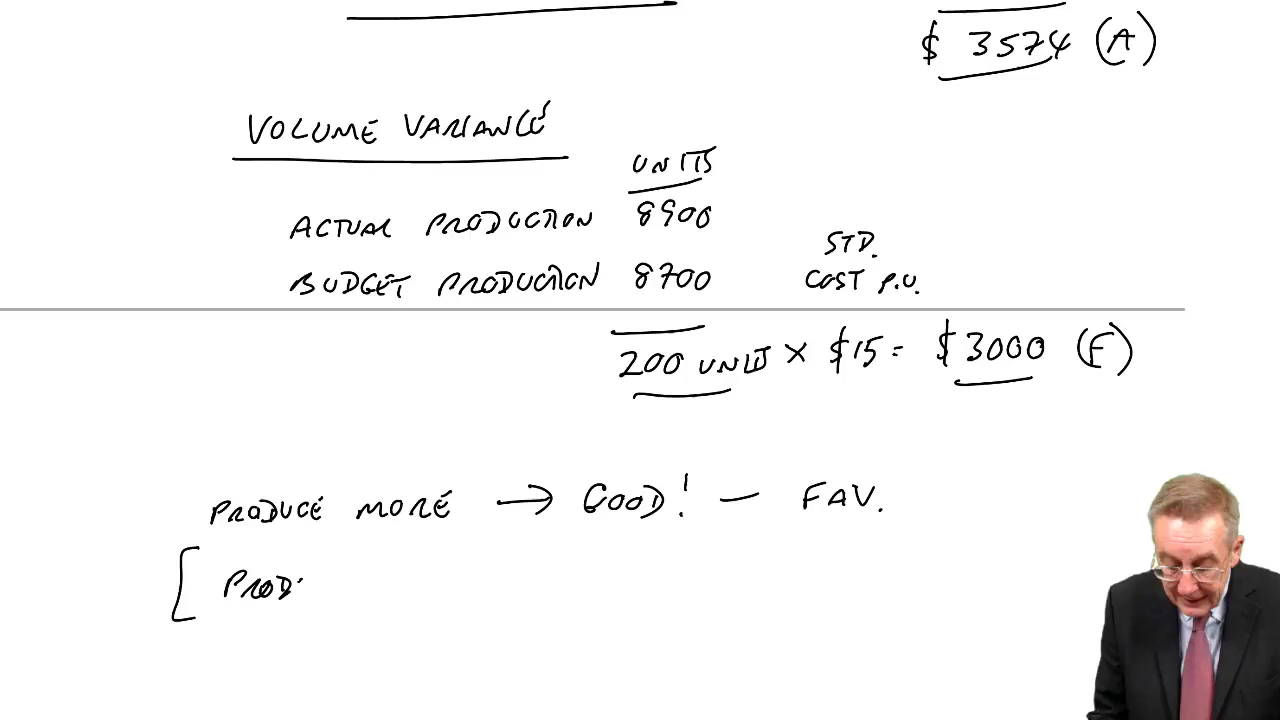 $ 3574 (A)
VOLUME VARIANCE
UNITS
ACTUAL PRODUCTION 8900
STD.
BUDGET PRODUCTION 8700 COST P.U.
200 UNITS × $15 = $3000 (F)
PRODUCE MORE → GOOD! — FAV.
[ PROD